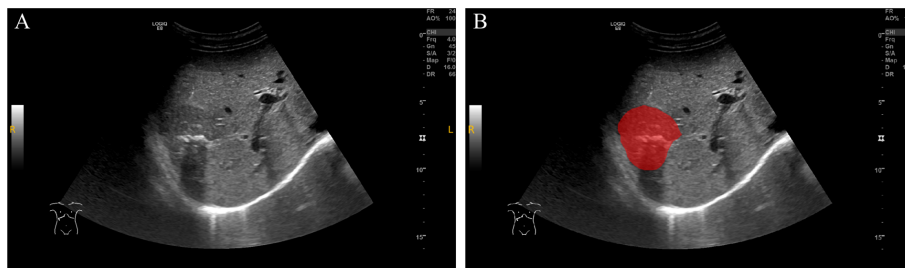 A
LOGIQ
E9
FR 24
AO% 100
CHI
Frq 4.0
Gn 45
S/A 3/2
Map F/0
D 16.0
DR 66
0
5
10
15
R
L
B
LOGIQ
E9
FR
AO%
CHI
Frq
Gn
S/A
Map
D 1
DR
0
5
10
15
R